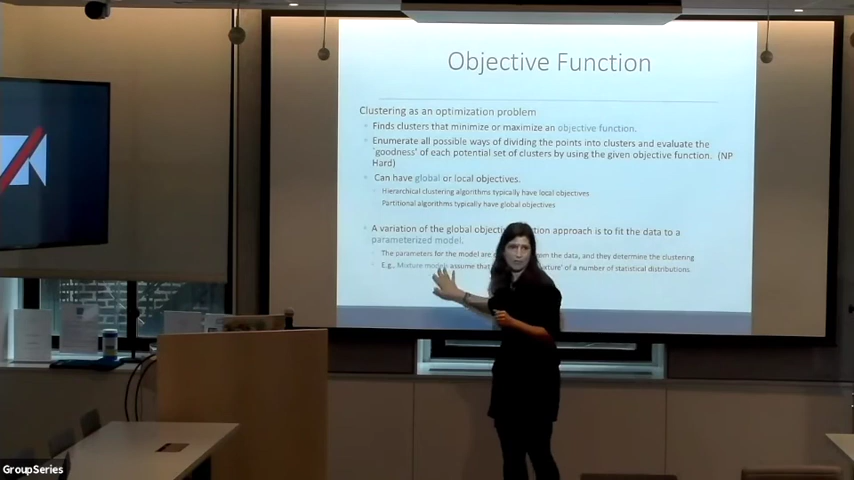 Objective Function
Clustering as an optimization problem
Finds clusters that minimize or maximize an objective function.
Enumerate all possible ways of dividing the points into clusters and evaluate the
'goodness' of each potential set of clusters by using the given objective function. (NP
Hard)
Can have global or local objectives.
Hierarchical clustering algorithms typically have local objectives
Partitional algorithms typically have global objectives
A variation of the global objecti on approach is to fit the data to a
parameterized model.
The parameters for the model are om the data, and they determine the clustering
E.g., Mixture models assume that xture' of a number of statistical distributions.
GroupSeries